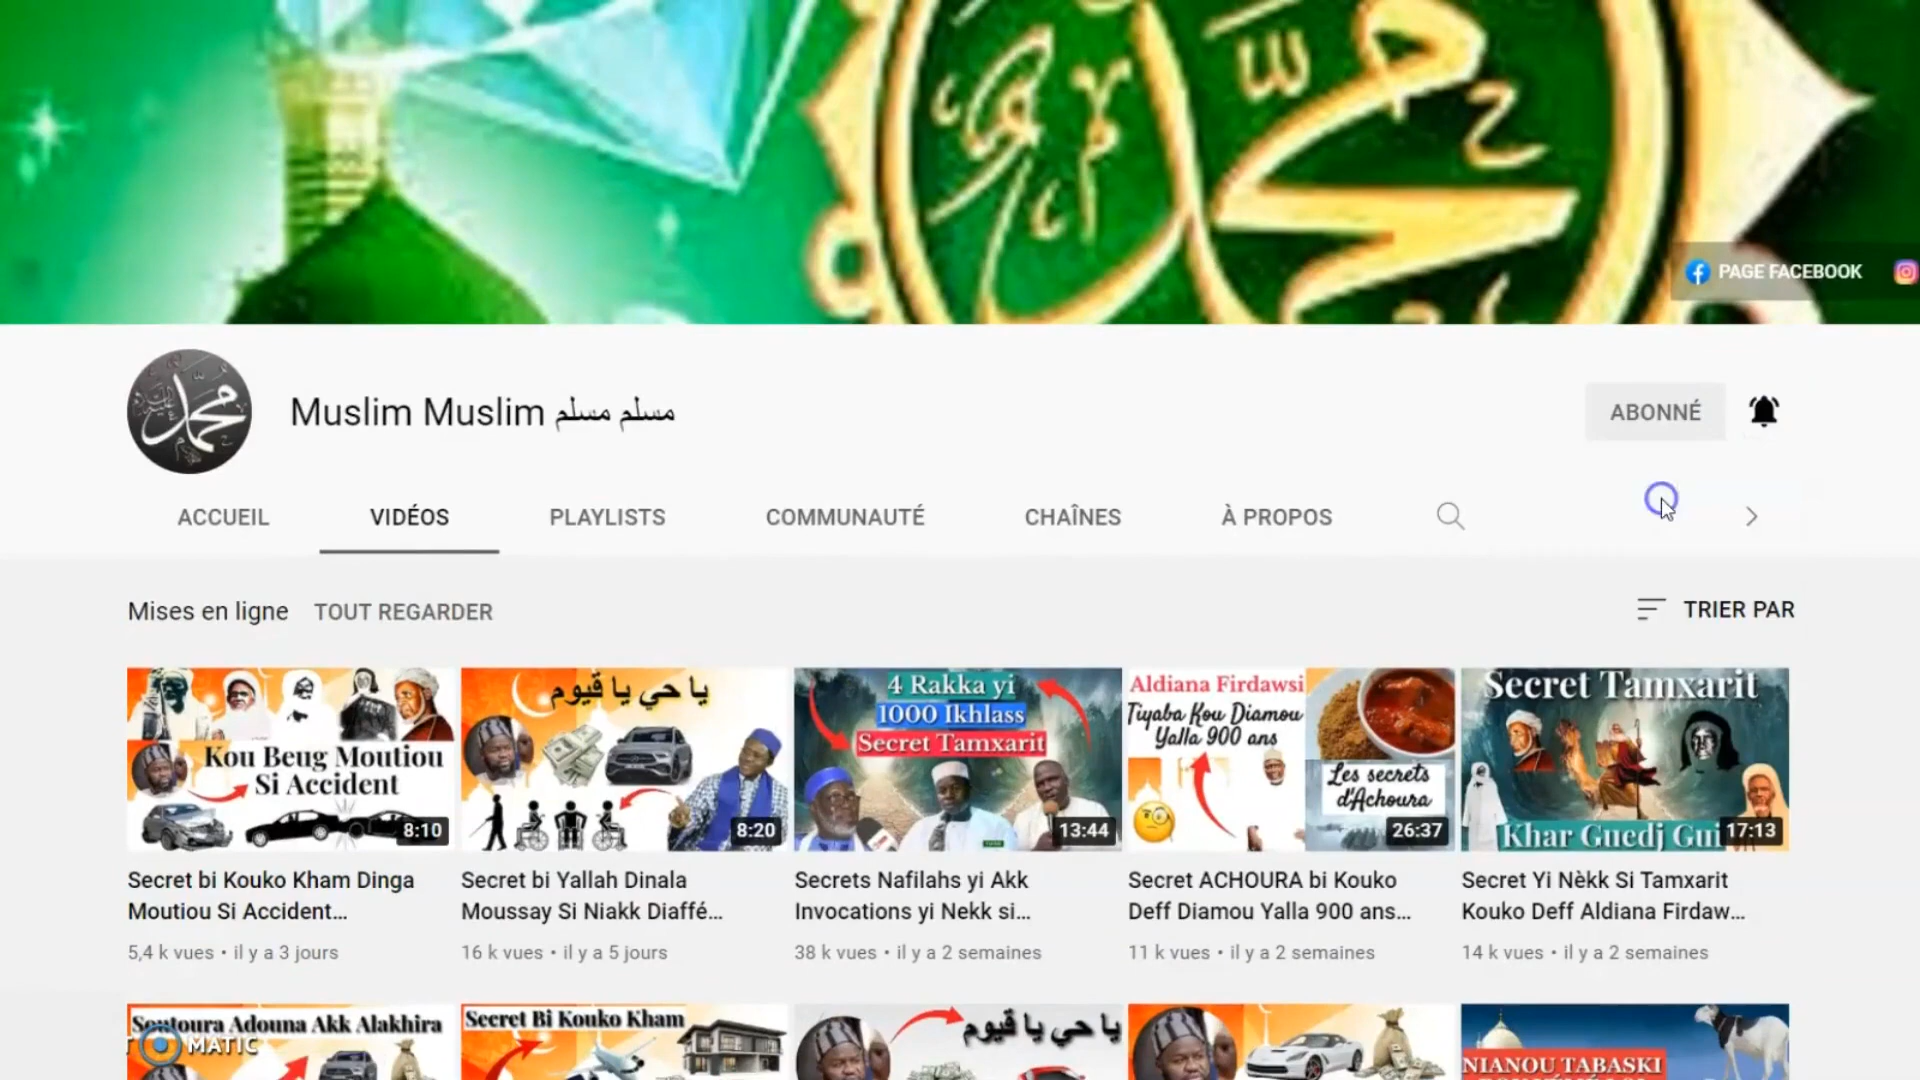 محمد
PAGE FACEBOOK
Muslim Muslim مسلم مسلم
ABONNÉ
ACCUEIL
VIDÉOS
PLAYLISTS
COMMUNAUTÉ
CHAÎNES
À PROPOS
Mises en ligne
TOUT REGARDER
TRIER PAR
Kou Beug Moutiou
Si Accident
8:10
يا حي يا قيوم
8:20
4 Rakka yi
1000 Ikhlass
Secret Tamxarit
13:44
Aldiana Firdawsi
Tiyaba Kou Diamou
Yalla 900 ans
Les secrets
d'Achoura
26:37
Secret Tamxarit
Khar Guedj Gui
17:13
Secret bi Kouko Kham Dinga
Moutiou Si Accident...
5,4 k vues • il y a 3 jours
Secret bi Yallah Dinala
Moussay Si Niakk Diaffé...
16 k vues • il y a 5 jours
Secrets Nafilahs yi Akk
Invocations yi Nekk si...
38 k vues • il y a 2 semaines
Secret ACHOURA bi Kouko
Deff Diamou Yalla 900 ans...
11 k vues • il y a 2 semaines
Secret Yi Nèkk Si Tamxarit
Kouko Deff Aldiana Firdaw...
14 k vues • il y a 2 semaines
Soutoura Adouna Akk Alakhira
MATIC
Secret Bi Kouko Kham
يا حي يا قيوم
NIANOU TABASKI